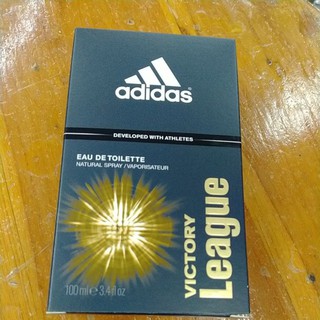 adidas
DEVELOPED WITH ATHLETES
EAU DE TOILETTE
NATURAL SPRAY / VAPORISATEUR
VICTORY
League
100 ml e 3.4 fl oz